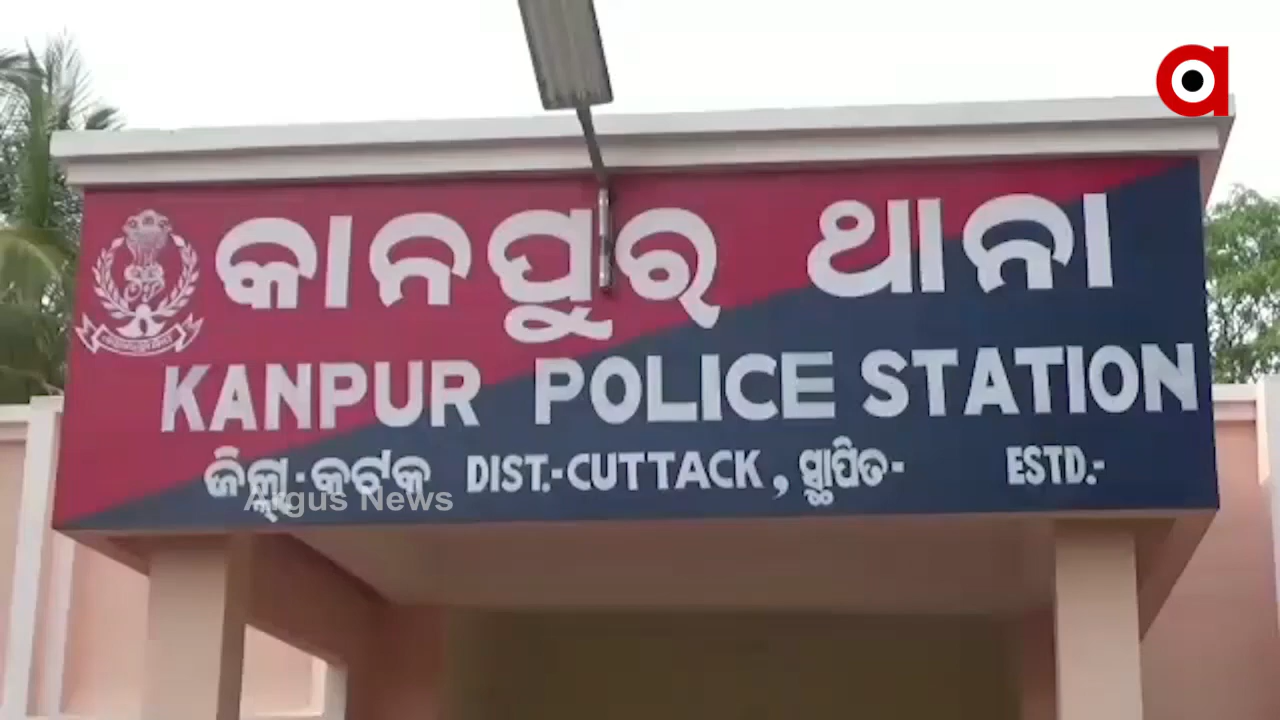 କାନପୁର ଥାନା
KANPUR POLICE STATION
ଜିଲ୍ଲା-କଟକ DIST.-CUTTACK, ସ୍ଥାପିତ- ESTD.-
Argus News